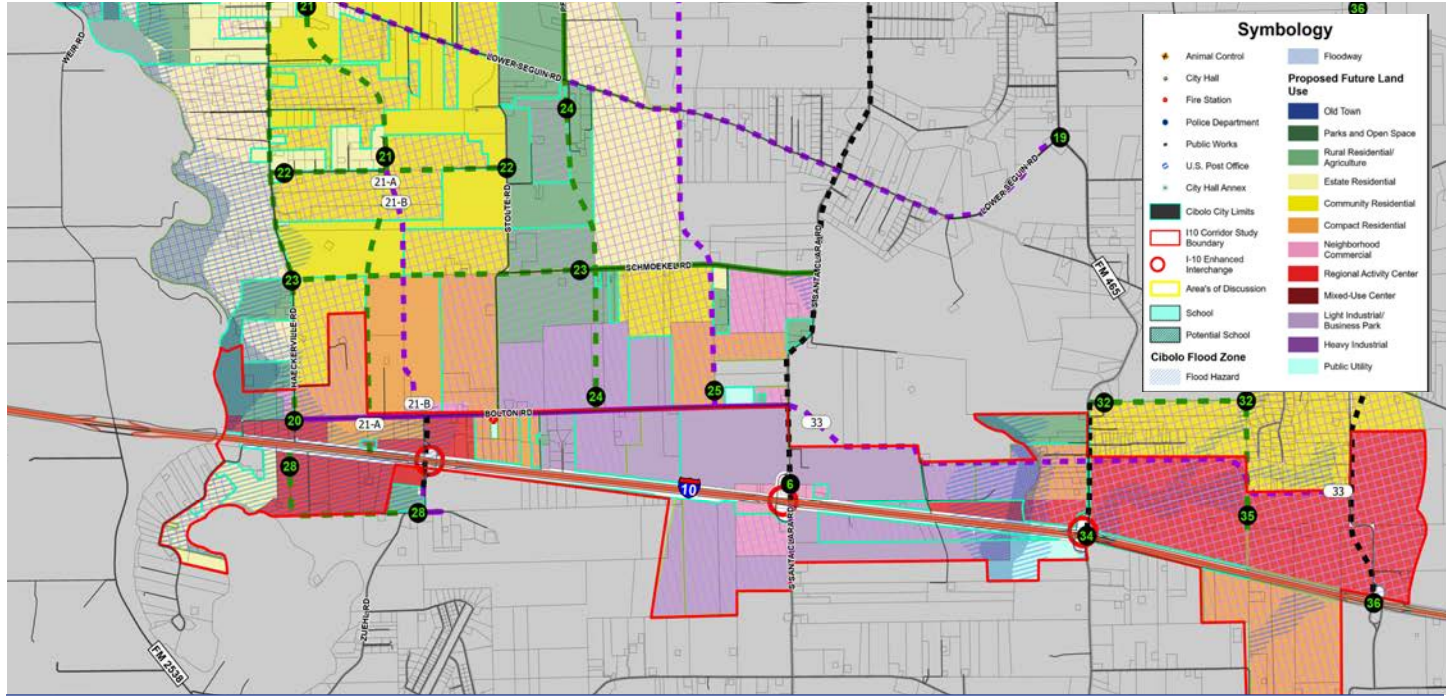 21
36
WEIR-RD
LOWER-SEGUIN-RD
24
19
21
22
22
21-A
21-B
STOLTE-RD
LOWER-SEGUIN-RD
S SANTA CLARA RD
FM 465
23
23
SCHMOEKEL RD
HAECKERVILLE-RD
24
25
21-B
20
21-A
BOLTON RD
33
32
32
28
28
10
6
34
35
33
36
S SANTA CLARA RD
ZUEHL-RD
FM 2538
Symbology
Animal Control
City Hall
Fire Station
Police Department
Public Works
U.S. Post Office
City Hall Annex
Cibolo City Limits
I10 Corridor Study
Boundary
I-10 Enhanced
Interchange
Area's of Discussion
School
Potential School
Cibolo Flood Zone
Flood Hazard
Floodway
Proposed Future Land
Use
Old Town
Parks and Open Space
Rural Residential/
Agriculture
Estate Residential
Community Residential
Compact Residential
Neighborhood
Commercial
Regional Activity Center
Mixed-Use Center
Light Industrial/
Business Park
Heavy Industrial
Public Utility